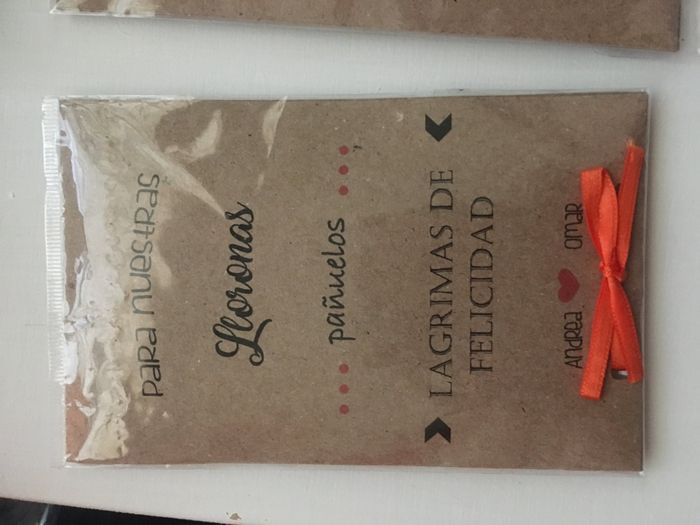 Para nuestras
Lloronas
... pañuelos ...
LAGRIMAS DE
FELICIDAD
Andrea ❤ Omar